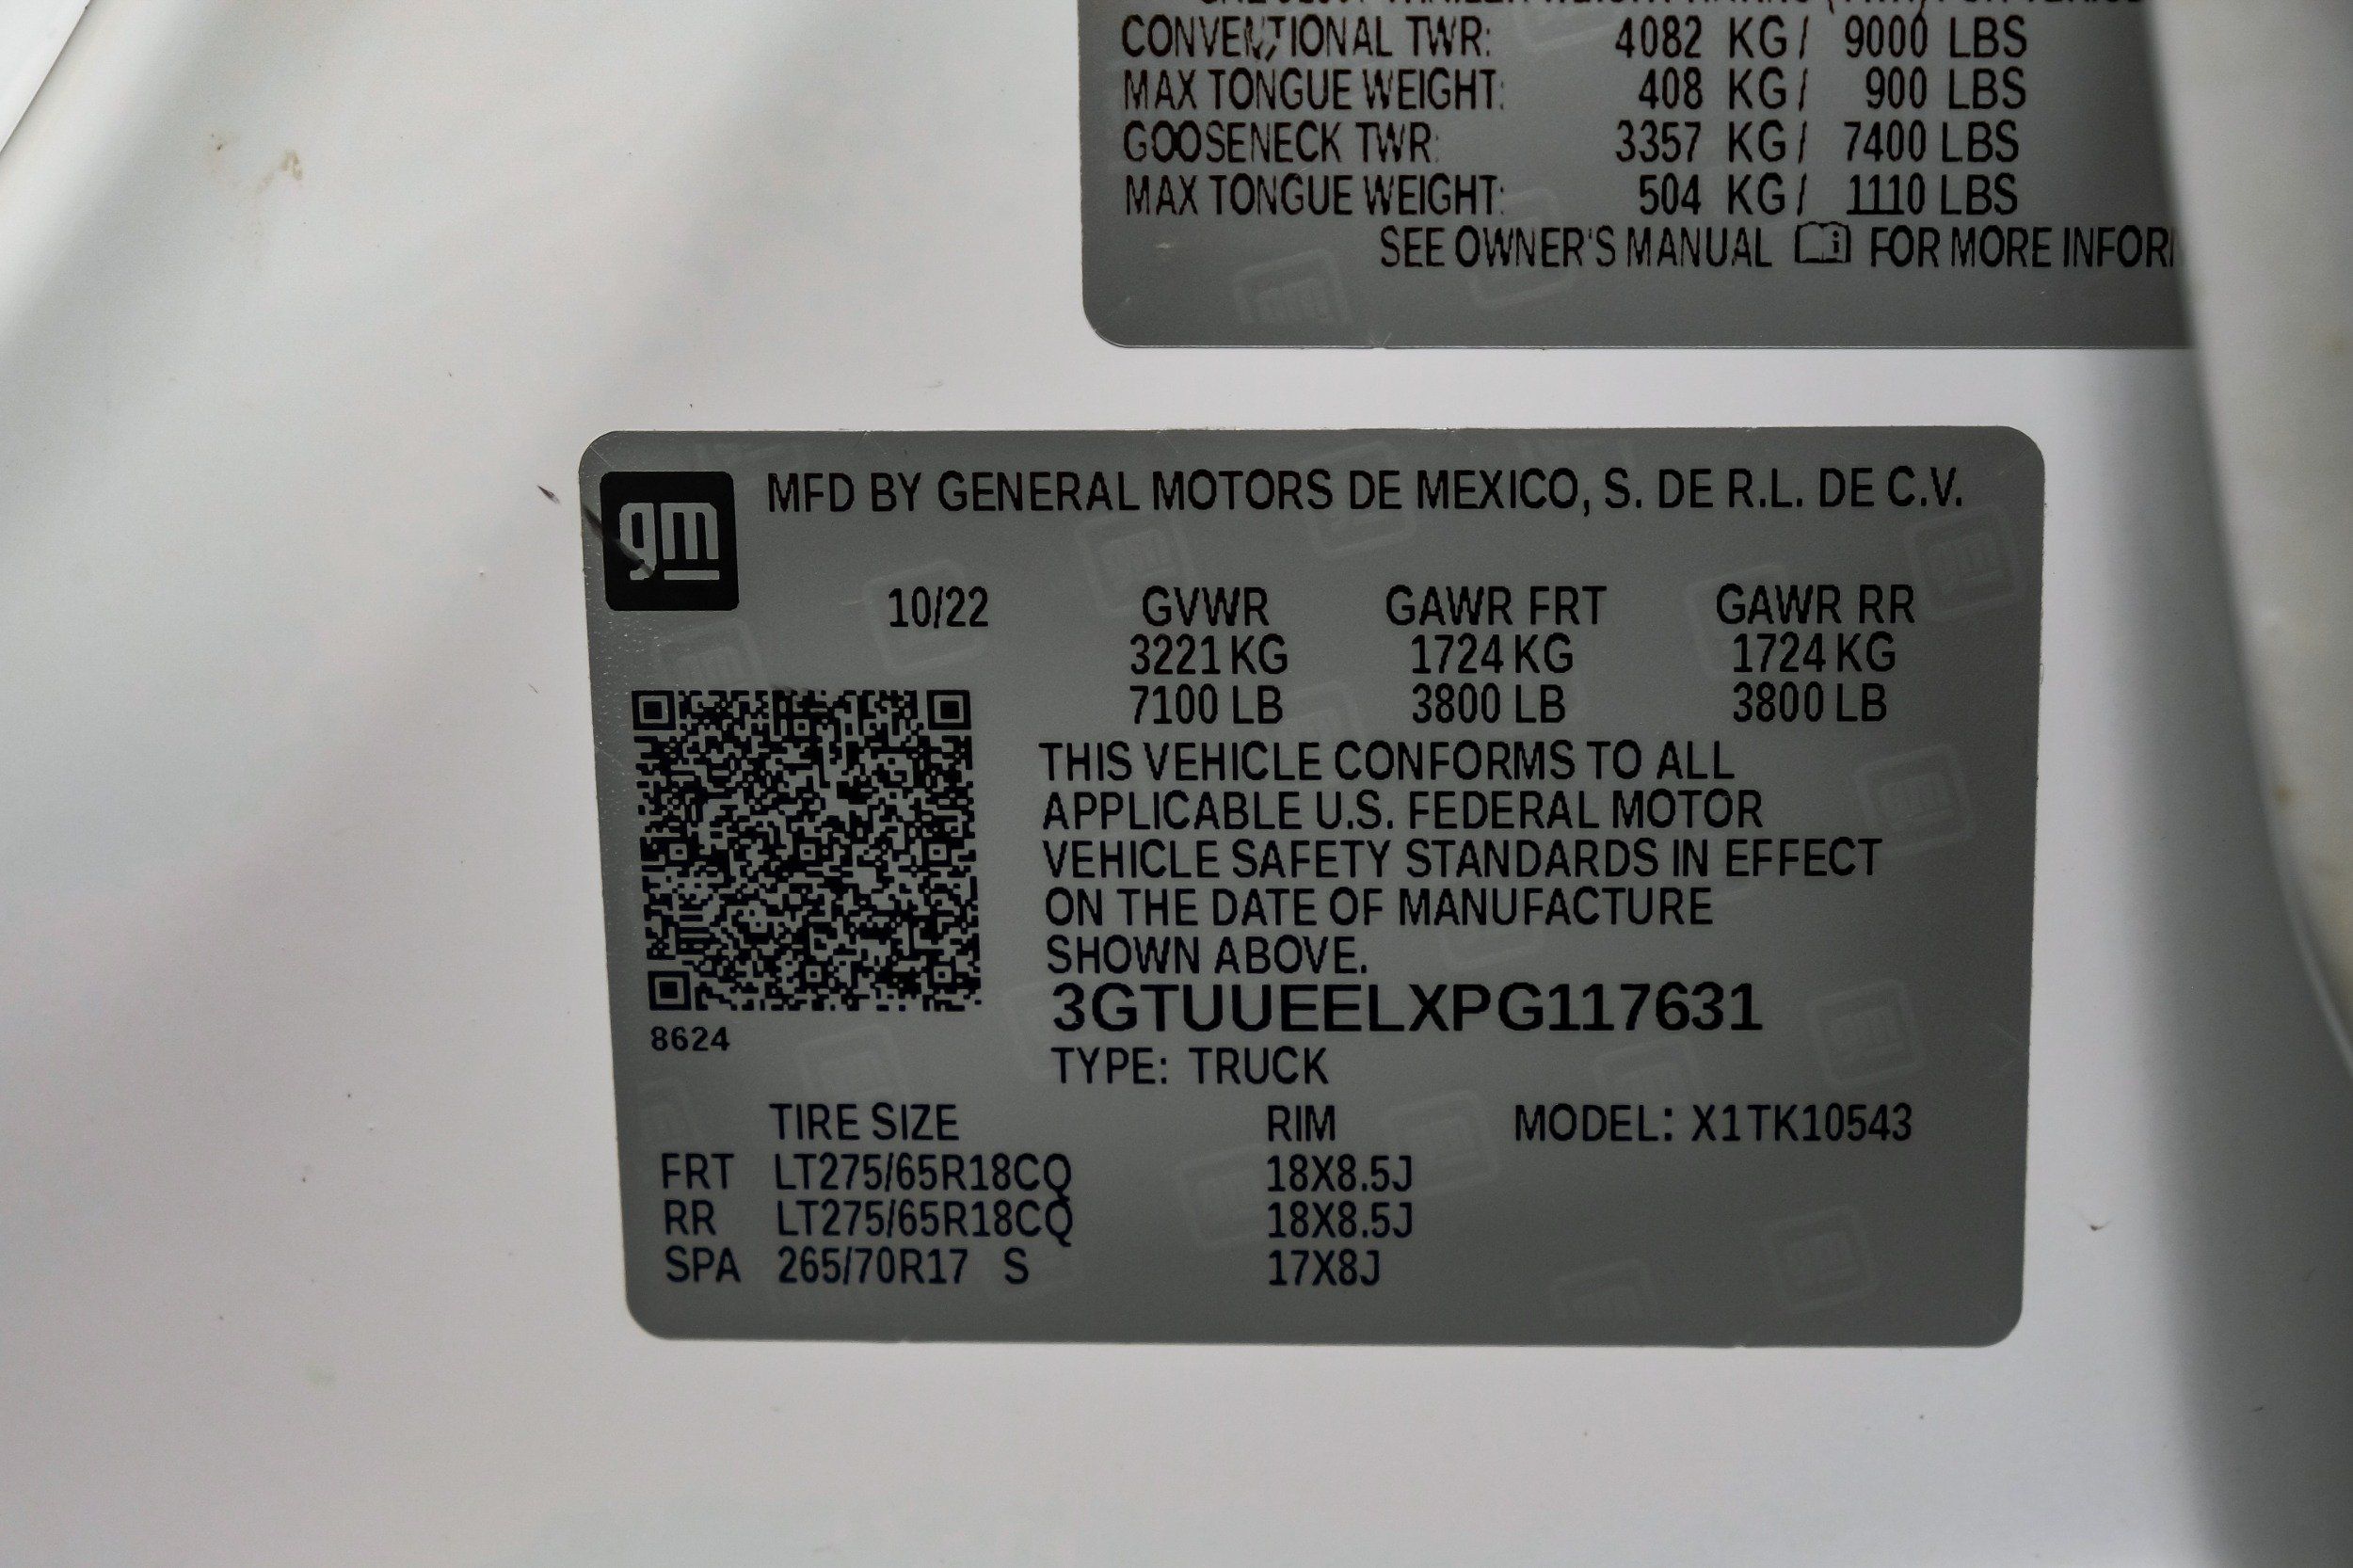 CONVENTIONAL TWR: 4082 KG / 9000 LBS
MAX TONGUE WEIGHT: 408 KG / 900 LBS
GOOSENECK TWR: 3357 KG / 7400 LBS
MAX TONGUE WEIGHT: 504 KG / 1110 LBS
SEE OWNER'S MANUAL FOR MORE INFOR
gm
MFD BY GENERAL MOTORS DE MEXICO, S. DE R.L. DE C.V.
10/22 GVWR GAWR FRT GAWR RR
3221 KG 1724 KG 1724 KG
7100 LB 3800 LB 3800 LB
THIS VEHICLE CONFORMS TO ALL
APPLICABLE U.S. FEDERAL MOTOR
VEHICLE SAFETY STANDARDS IN EFFECT
ON THE DATE OF MANUFACTURE
SHOWN ABOVE.
3GTUUEELXPG117631
8624
TYPE: TRUCK
TIRE SIZE RIM MODEL: X1TK10543
FRT LT275/65R18CQ 18X8.5J
RR LT275/65R18CQ 18X8.5J
SPA 265/70R17 S 17X8J